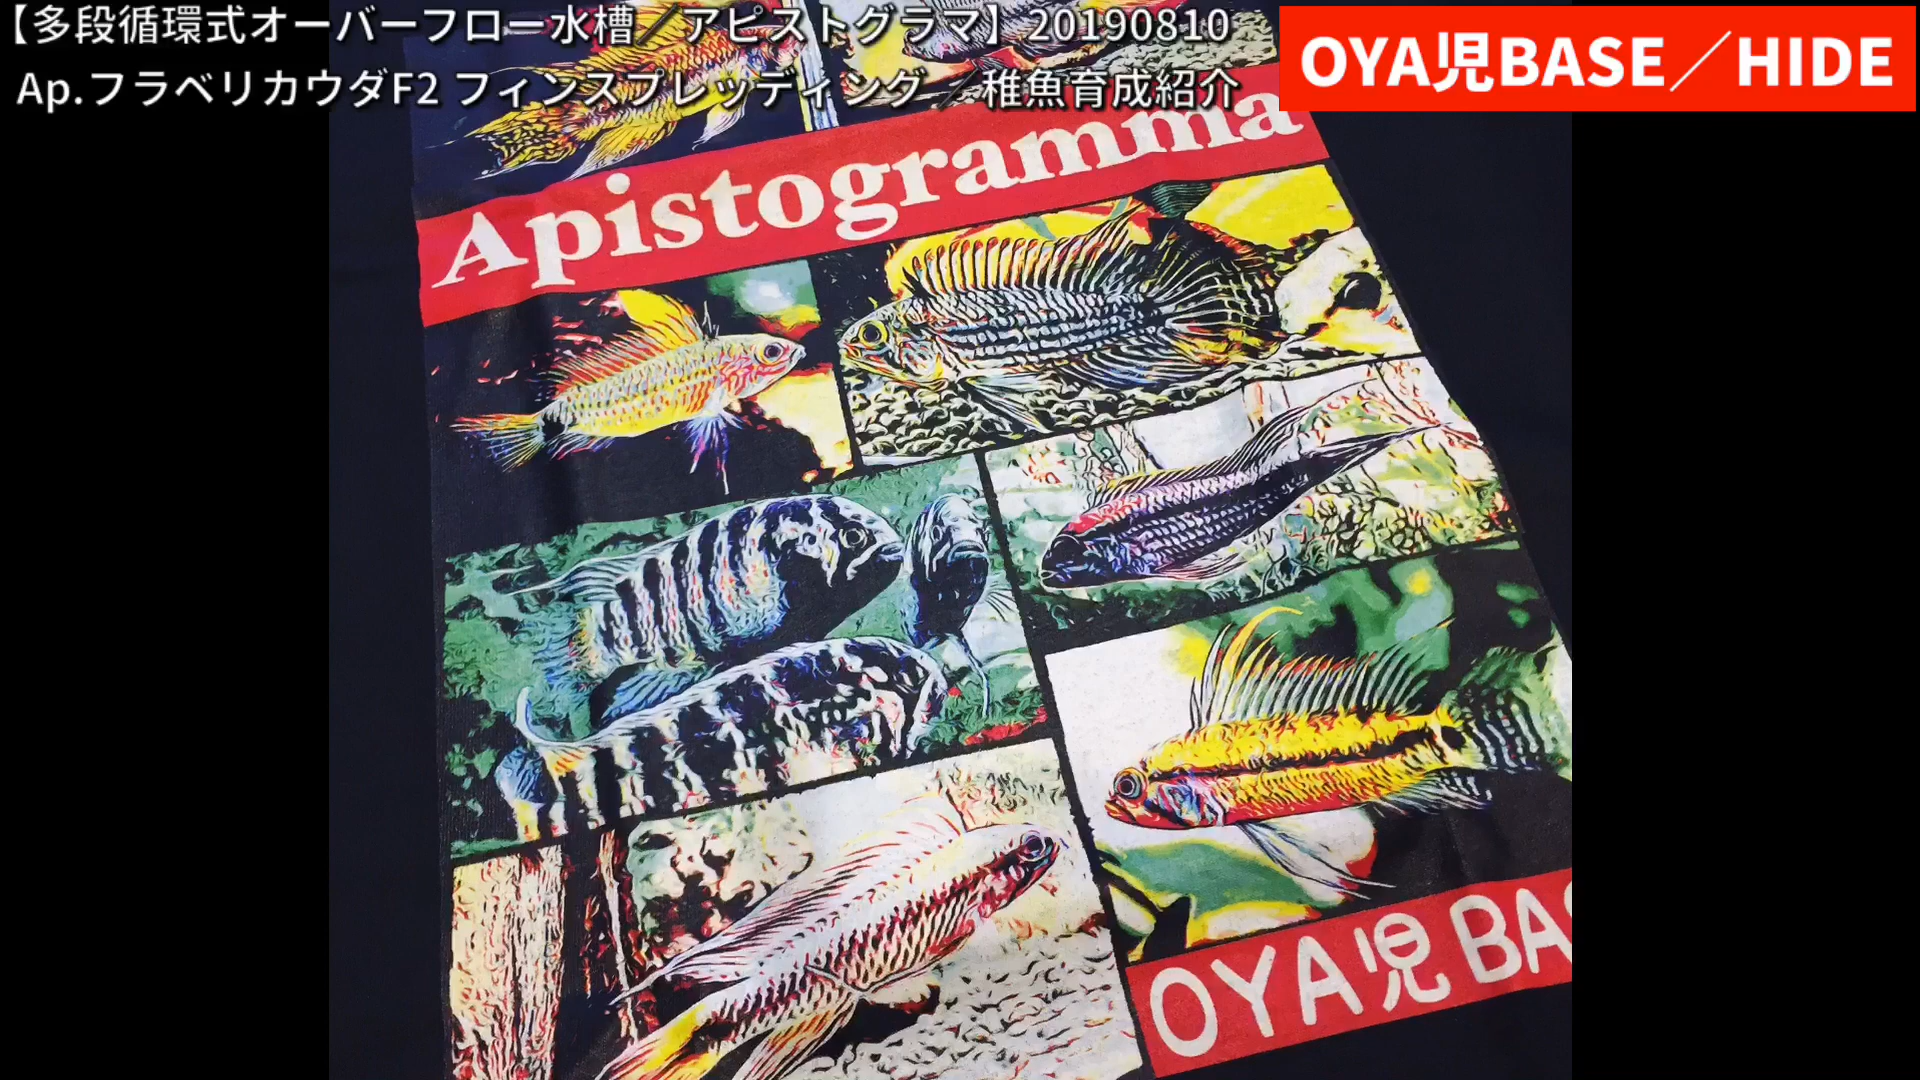 【多段循環式オーバーフロー水槽／アピストグラマ】20190810
Ap.フラベリカウダF2 フィンスプレッディング ／稚魚育成紹介
OYA児BASE／HIDE
Apistogramma
OYA児 BAS